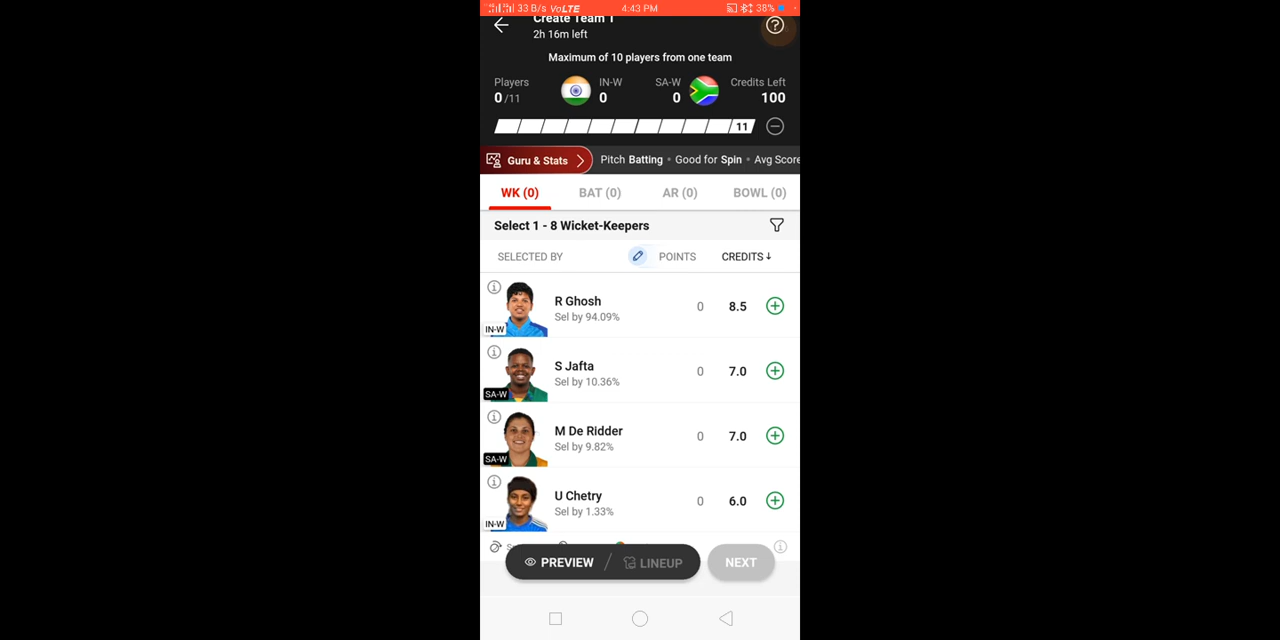 33 B/s VoLTE 4:43 PM 38%
Create Team 1
2h 16m left
Maximum of 10 players from one team
Players IN-W SA-W Credits Left
0/11 0 0 100
11
Guru & Stats Pitch Batting • Good for Spin • Avg Score
WK (0) BAT (0) AR (0) BOWL (0)
Select 1 - 8 Wicket-Keepers
SELECTED BY POINTS CREDITS↓
R Ghosh 0 8.5
Sel by 94.09%
IN-W
S Jafta 0 7.0
Sel by 10.36%
SA-W
M De Ridder 0 7.0
Sel by 9.82%
SA-W
U Chetry 0 6.0
Sel by 1.33%
IN-W
PREVIEW / LINEUP NEXT